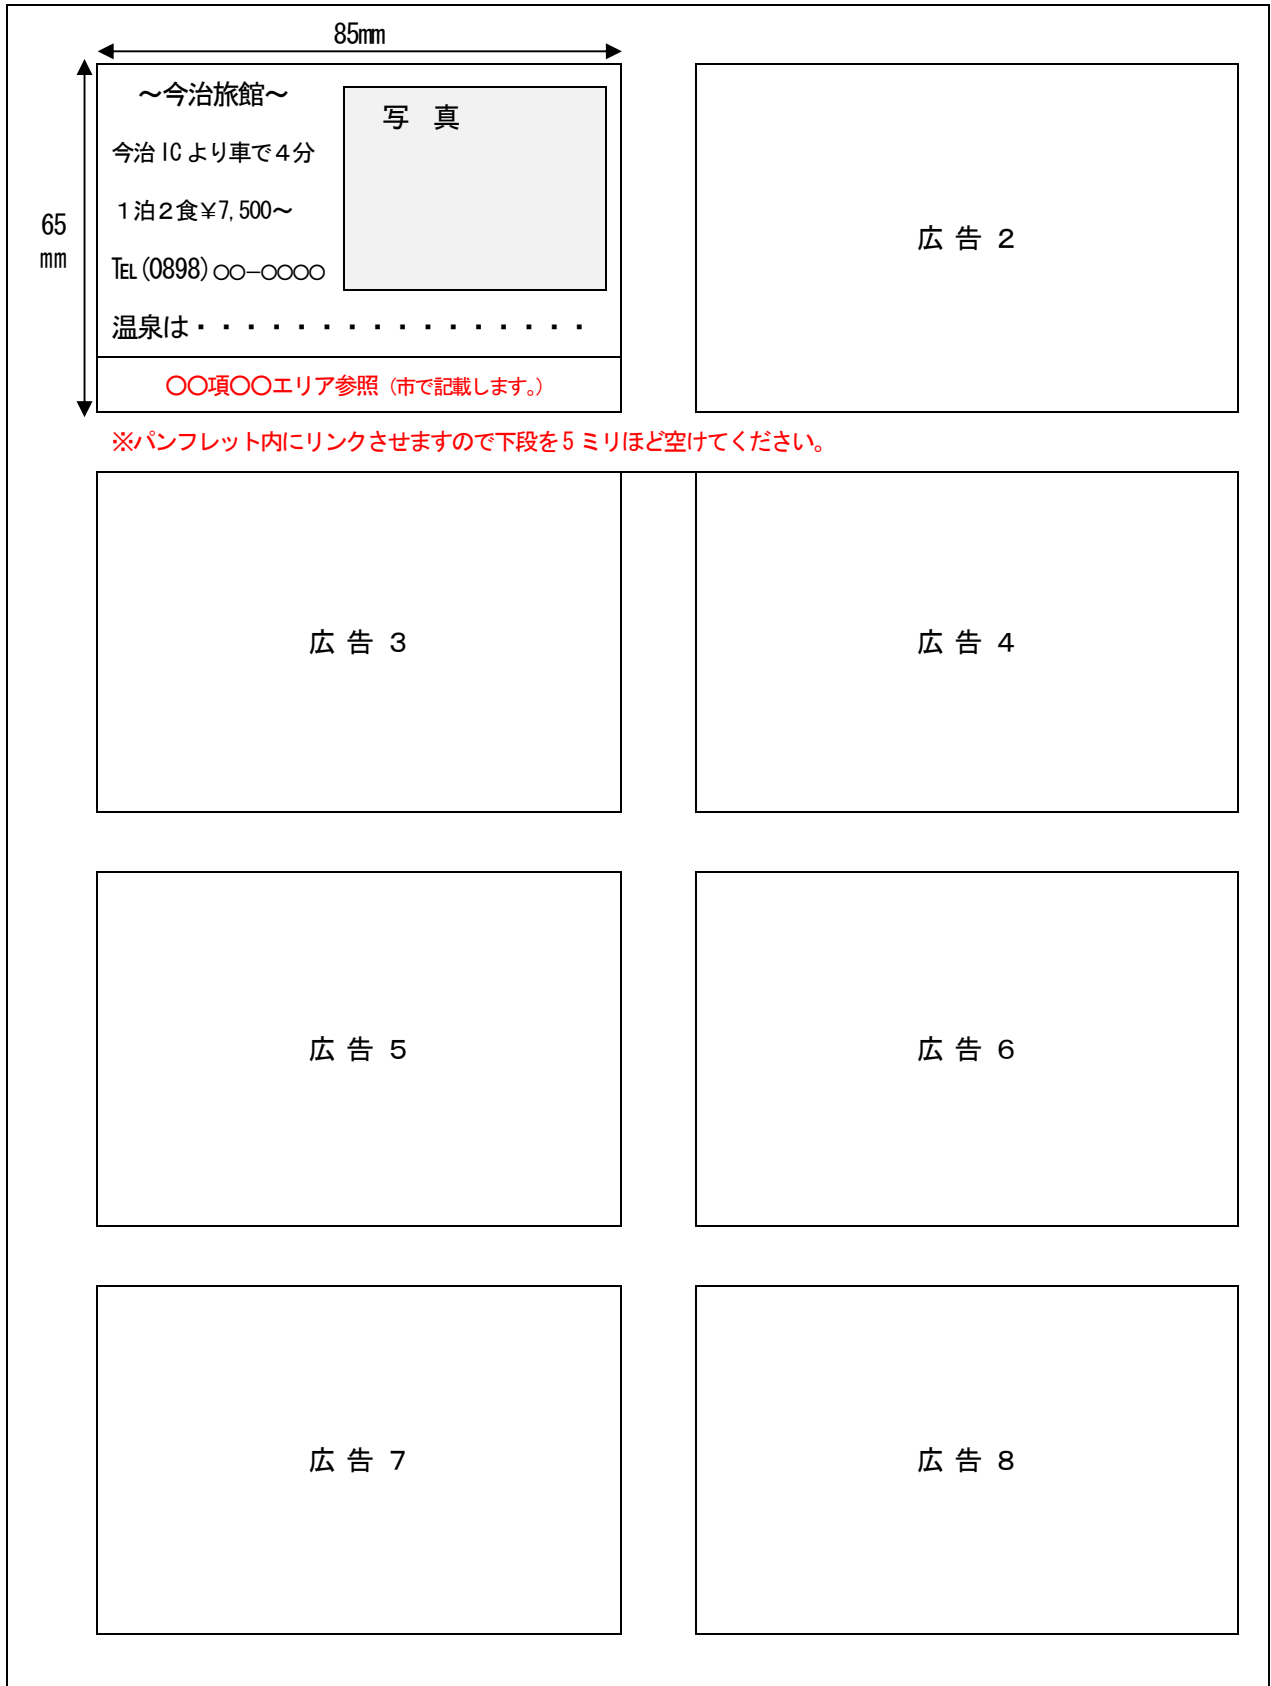 85mm
65
mm
～今治旅館～
写　真
今治 IC より車で４分
１泊２食￥7,500～
℡(0898)○○–○○○○
温泉は・・・・・・・・・・・・・・・・
〇〇項〇〇エリア参照（市で記載します。）
広 告 ２
※パンフレット内にリンクさせますので下段を 5 ミリほど空けてください。
広 告 ３
広 告 ４
広 告 ５
広 告 ６
広 告 ７
広 告 ８